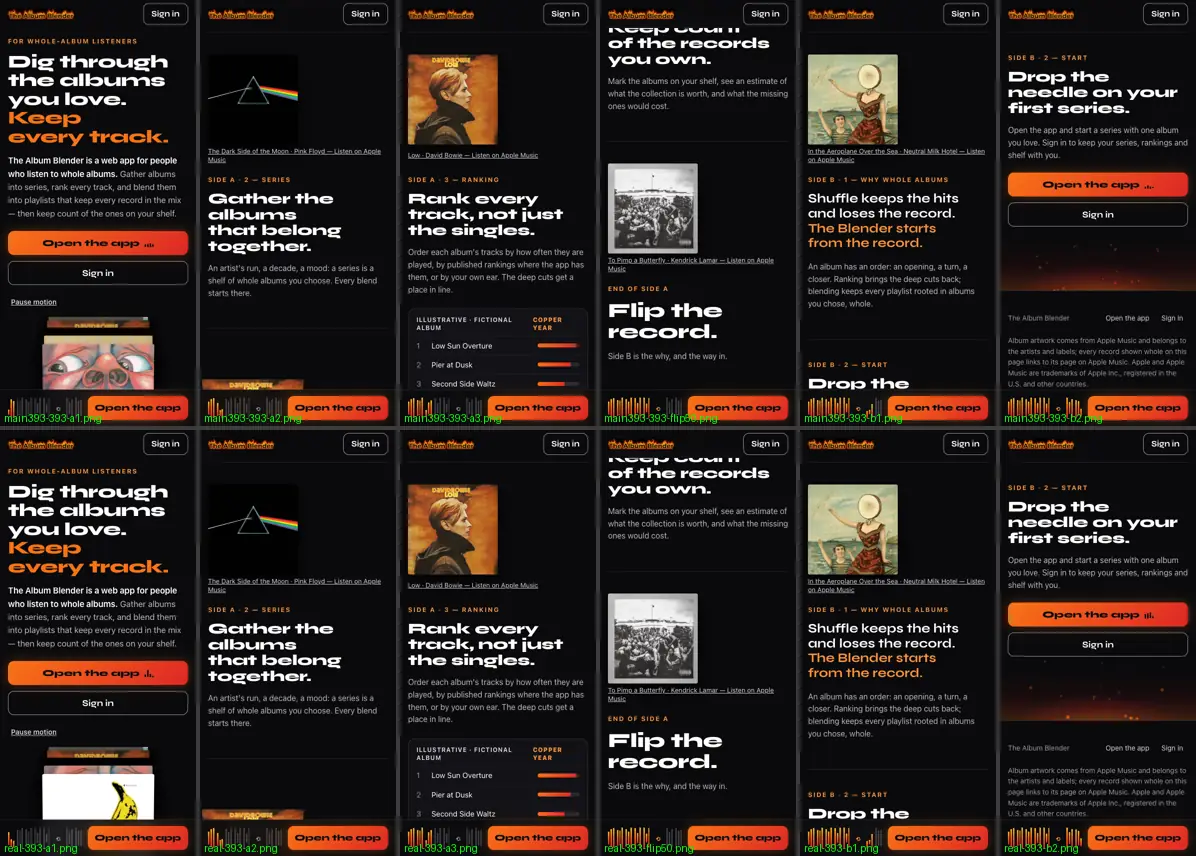 The Album Blender
Sign in
FOR WHOLE-ALBUM LISTENERS
Dig through
the albums
you love.
Keep
every track.
The Album Blender is a web app for people
who listen to whole albums. Gather albums
into series, rank every track, and blend them
into playlists that keep every record in the mix
— then keep count of the ones on your shelf.
Open the app
Sign in
Pause motion
Open the app
main393-393-a1.png
The Album Blender
Sign in
The Dark Side of the Moon · Pink Floyd — Listen on Apple
Music
SIDE A · 2 — SERIES
Gather the
albums
that belong
together.
An artist's run, a decade, a mood: a series is a
shelf of whole albums you choose. Every blend
starts there.
Open the app
main393-393-a2.png
The Album Blender
Sign in
DAVID BOWIE
LOW
Low · David Bowie — Listen on Apple Music
SIDE A · 3 — RANKING
Rank every
track, not just
the singles.
Order each album's tracks by how often they are
played, by published rankings where the app has
them, or by your own ear. The deep cuts get a
place in line.
ILLUSTRATIVE · FICTIONAL
ALBUM
COPPER
YEAR
1 Low Sun Overture
2 Pier at Dusk
3 Second Side Waltz
Open the app
main393-393-a3.png
The Album Blender
Sign in
Keep count
of the records
you own.
Mark the albums on your shelf, see an estimate of
what the collection is worth, and what the missing
ones would cost.
To Pimp a Butterfly · Kendrick Lamar — Listen on Apple
Music
END OF SIDE A
Flip the
record.
Side B is the why, and the way in.
Open the app
main393-393-flip50.png
The Album Blender
Sign in
In the Aeroplane Over the Sea · Neutral Milk Hotel — Listen
on Apple Music
SIDE B · 1 — WHY WHOLE ALBUMS
Shuffle keeps the hits
and loses the record.
The Blender starts
from the record.
An album has an order: an opening, a turn, a
closer. Ranking brings the deep cuts back;
blending keeps every playlist rooted in albums
you chose, whole.
SIDE B · 2 — START
Drop the
Open the app
main393-393-b1.png
The Album Blender
Sign in
SIDE B · 2 — START
Drop the
needle on your
first series.
Open the app and start a series with one album
you love. Sign in to keep your series, rankings and
shelf with you.
Open the app
Sign in
The Album Blender
Open the app
Sign in
Album artwork comes from Apple Music and belongs to
the artists and labels; every record shown whole on this
page links to its page on Apple Music. Apple and Apple
Music are trademarks of Apple Inc., registered in the
U.S. and other countries.
Open the app
main393-393-b2.png
The Album Blender
Sign in
FOR WHOLE-ALBUM LISTENERS
Dig through
the albums
you love.
Keep
every track.
The Album Blender is a web app for people
who listen to whole albums. Gather albums
into series, rank every track, and blend them
into playlists that keep every record in the mix
— then keep count of the ones on your shelf.
Open the app
Sign in
Pause motion
Open the app
real-393-a1.png
The Album Blender
Sign in
The Dark Side of the Moon · Pink Floyd — Listen on Apple
Music
SIDE A · 2 — SERIES
Gather the
albums
that belong
together.
An artist's run, a decade, a mood: a series is a
shelf of whole albums you choose. Every blend
starts there.
Open the app
real-393-a2.png
The Album Blender
Sign in
DAVID BOWIE
LOW
Low · David Bowie — Listen on Apple Music
SIDE A · 3 — RANKING
Rank every
track, not just
the singles.
Order each album's tracks by how often they are
played, by published rankings where the app has
them, or by your own ear. The deep cuts get a
place in line.
ILLUSTRATIVE · FICTIONAL
ALBUM
COPPER
YEAR
1 Low Sun Overture
2 Pier at Dusk
3 Second Side Waltz
Open the app
real-393-a3.png
The Album Blender
Sign in
Keep count
of the records
you own.
Mark the albums on your shelf, see an estimate of
what the collection is worth, and what the missing
ones would cost.
To Pimp a Butterfly · Kendrick Lamar — Listen on Apple
Music
END OF SIDE A
Flip the
record.
Side B is the why, and the way in.
Open the app
real-393-flip50.png
The Album Blender
Sign in
In the Aeroplane Over the Sea · Neutral Milk Hotel — Listen
on Apple Music
SIDE B · 1 — WHY WHOLE ALBUMS
Shuffle keeps the hits
and loses the record.
The Blender starts
from the record.
An album has an order: an opening, a turn, a
closer. Ranking brings the deep cuts back;
blending keeps every playlist rooted in albums
you chose, whole.
SIDE B · 2 — START
Drop the
Open the app
real-393-b1.png
The Album Blender
Sign in
SIDE B · 2 — START
Drop the
needle on your
first series.
Open the app and start a series with one album
you love. Sign in to keep your series, rankings and
shelf with you.
Open the app
Sign in
The Album Blender
Open the app
Sign in
Album artwork comes from Apple Music and belongs to
the artists and labels; every record shown whole on this
page links to its page on Apple Music. Apple and Apple
Music are trademarks of Apple Inc., registered in the
U.S. and other countries.
Open the app
real-393-b2.png